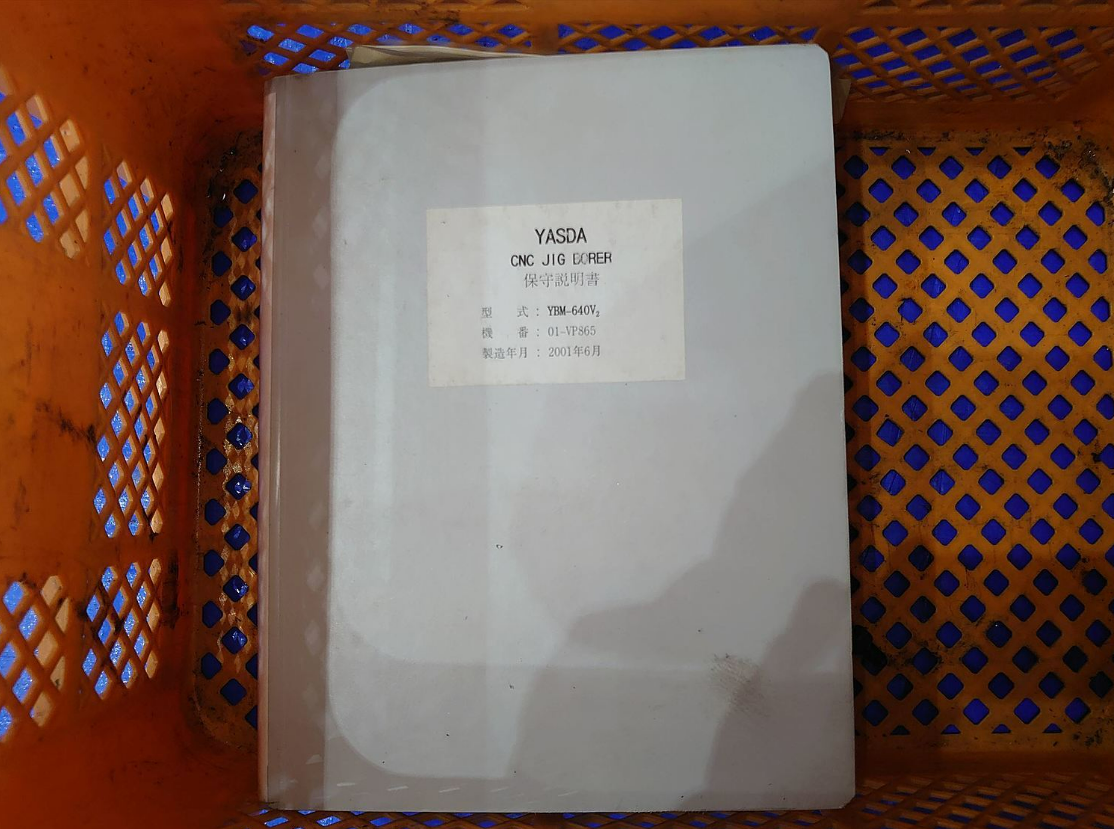 YASDA
CNC JIG BORER
保守説明書
型 式 : YBM-640V₂
機 番 : 01-VP865
製造年月 : 2001年6月